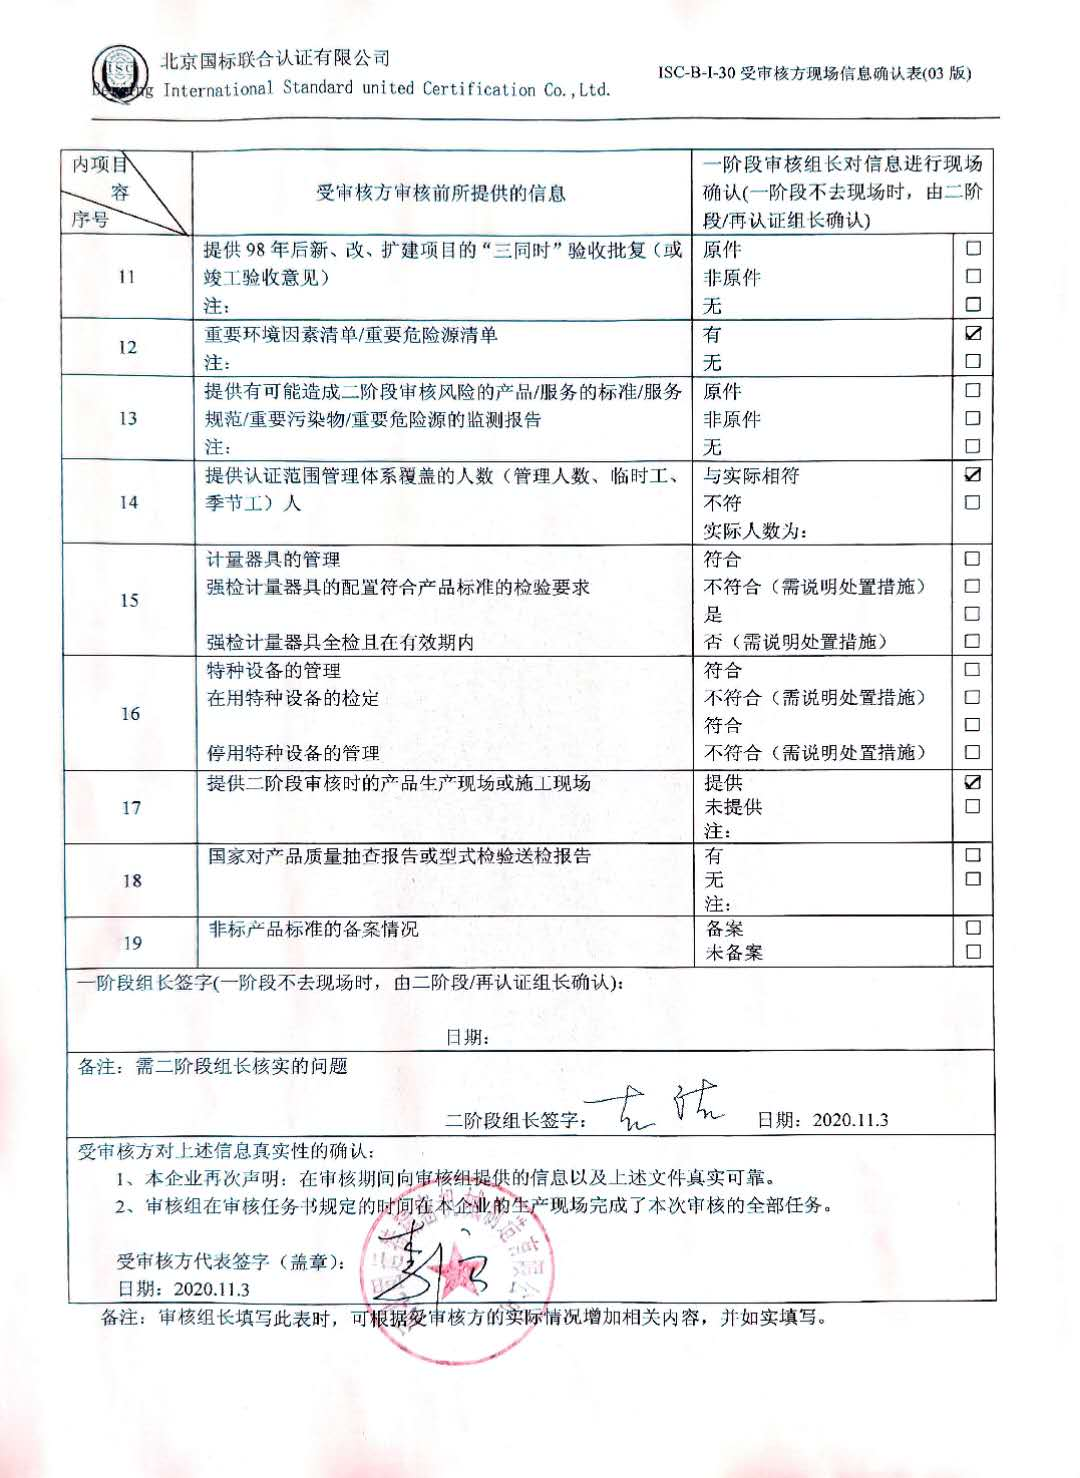 北京国标联合认证有限公司
ISC
Beijing International Standard united Certification Co.,Ltd.
ISC-B-I-30 受审核方现场信息确认表(03 版)
内项目
容
序号
受审核方审核前所提供的信息
一阶段审核组长对信息进行现场
确认(一阶段不去现场时，由二阶
段/再认证组长确认)
11
提供 98 年后新、改、扩建项目的“三同时”验收批复（或
竣工验收意见）
注：
原件 □
非原件 □
无 □
12
重要环境因素清单/重要危险源清单
注：
有 ☑
无 □
13
提供有可能造成二阶段审核风险的产品/服务的标准/服务
规范/重要污染物/重要危险源的监测报告
注：
原件 □
非原件 □
无 □
14
提供认证范围管理体系覆盖的人数（管理人数、临时工、
季节工）人
与实际相符 ☑
不符 □
实际人数为：
15
计量器具的管理
强检计量器具的配置符合产品标准的检验要求
强检计量器具全检且在有效期内
符合 □
不符合（需说明处置措施） □
是 □
否（需说明处置措施） □
16
特种设备的管理
在用特种设备的检定
停用特种设备的管理
符合 □
不符合（需说明处置措施） □
符合 □
不符合（需说明处置措施） □
17
提供二阶段审核时的产品生产现场或施工现场
提供 ☑
未提供 □
注：
18
国家对产品质量抽查报告或型式检验送检报告
有 □
无 □
注：
19
非标产品标准的备案情况
备案 □
未备案 □
一阶段组长签字(一阶段不去现场时，由二阶段/再认证组长确认)：
日期：
备注：需二阶段组长核实的问题
二阶段组长签字： 日期：2020.11.3
受审核方对上述信息真实性的确认：
1、本企业再次声明：在审核期间向审核组提供的信息以及上述文件真实可靠。
2、审核组在审核任务书规定的时间在本企业的生产现场完成了本次审核的全部任务。
受审核方代表签字（盖章）：
日期：2020.11.3
备注：审核组长填写此表时，可根据受审核方的实际情况增加相关内容，并如实填写。